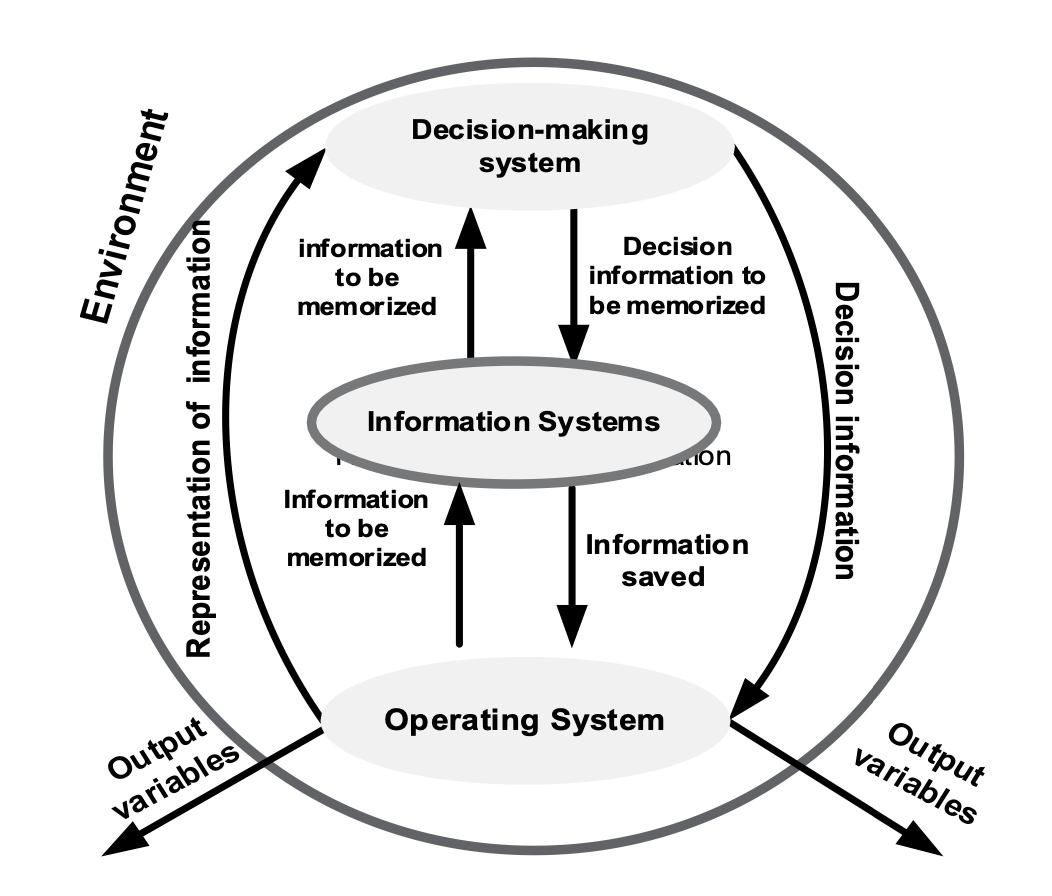 Decision-making
system
Environment
information
to be
memorized
Decision
information to
be memorized
Representation of information
Decision information
Information Systems
Information
to be
memorized
Information
saved
Operating System
Output
variables
Output
variables